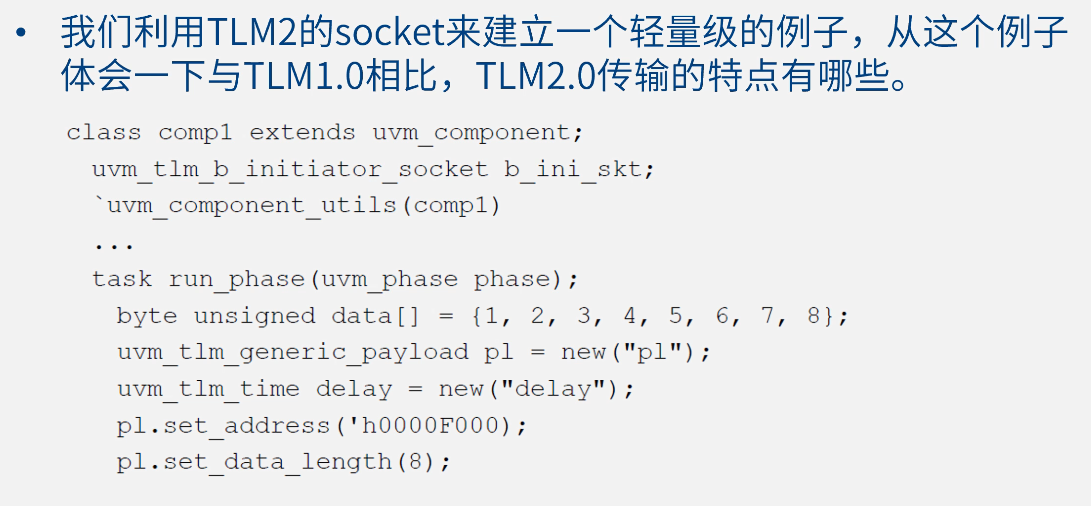 • 我们利用TLM2的socket来建立一个轻量级的例子，从这个例子
体会一下与TLM1.0相比，TLM2.0传输的特点有哪些。
class comp1 extends uvm_component;
uvm_tlm_b_initiator_socket b_ini_skt;
`uvm_component_utils(comp1)
...
task run_phase(uvm_phase phase);
byte unsigned data[] = {1, 2, 3, 4, 5, 6, 7, 8};
uvm_tlm_generic_payload pl = new("pl");
uvm_tlm_time delay = new("delay");
pl.set_address('h0000F000);
pl.set_data_length(8);